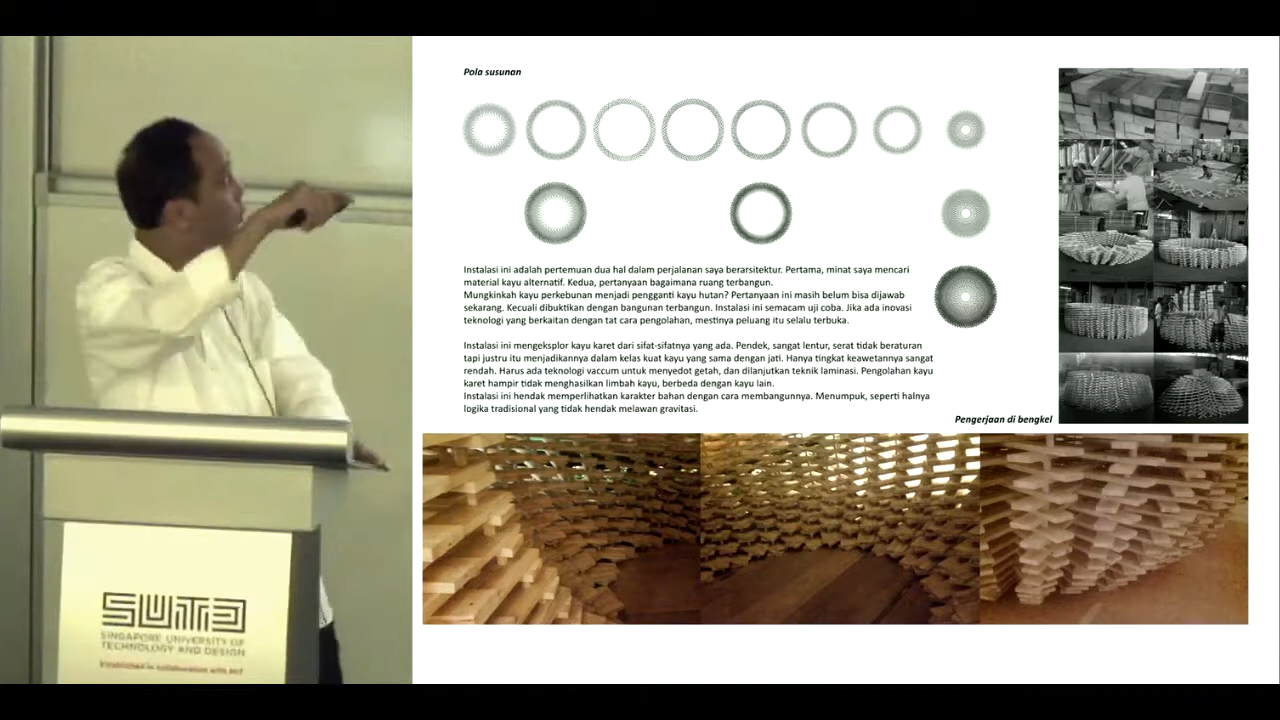 Pola susunan
Instalasi ini adalah pertemuan dua hal dalam perjalanan saya berarsitektur. Pertama, minat saya mencari
material kayu alternatif. Kedua, pertanyaan bagaimana ruang terbangun.
Mungkinkah kayu perkebunan menjadi pengganti kayu hutan? Pertanyaan ini masih belum bisa dijawab
sekarang. Kecuali dibuktikan dengan bangunan terbangun. Instalasi ini semacam uji coba. Jika ada inovasi
teknologi yang berkaitan dengan tat cara pengolahan, mestinya peluang itu selalu terbuka.
Instalasi ini mengeksplor kayu karet dari sifat-sifatnya yang ada. Pendek, sangat lentur, serat tidak beraturan
tapi justru itu menjadikannya dalam kelas kuat kayu yang sama dengan jati. Hanya tingkat keawetannya sangat
rendah. Harus ada teknologi vaccum untuk menyedot getah, dan dilanjutkan teknik laminasi. Pengolahan kayu
karet hampir tidak menghasilkan limbah kayu, berbeda dengan kayu lain.
Instalasi ini hendak memperlihatkan karakter bahan dengan cara membangunnya. Menumpuk, seperti halnya
logika tradisional yang tidak hendak melawan gravitasi.
Pengerjaan di bengkel
SUTD
SINGAPORE UNIVERSITY OF
TECHNOLOGY AND DESIGN
Established in collaboration with MIT